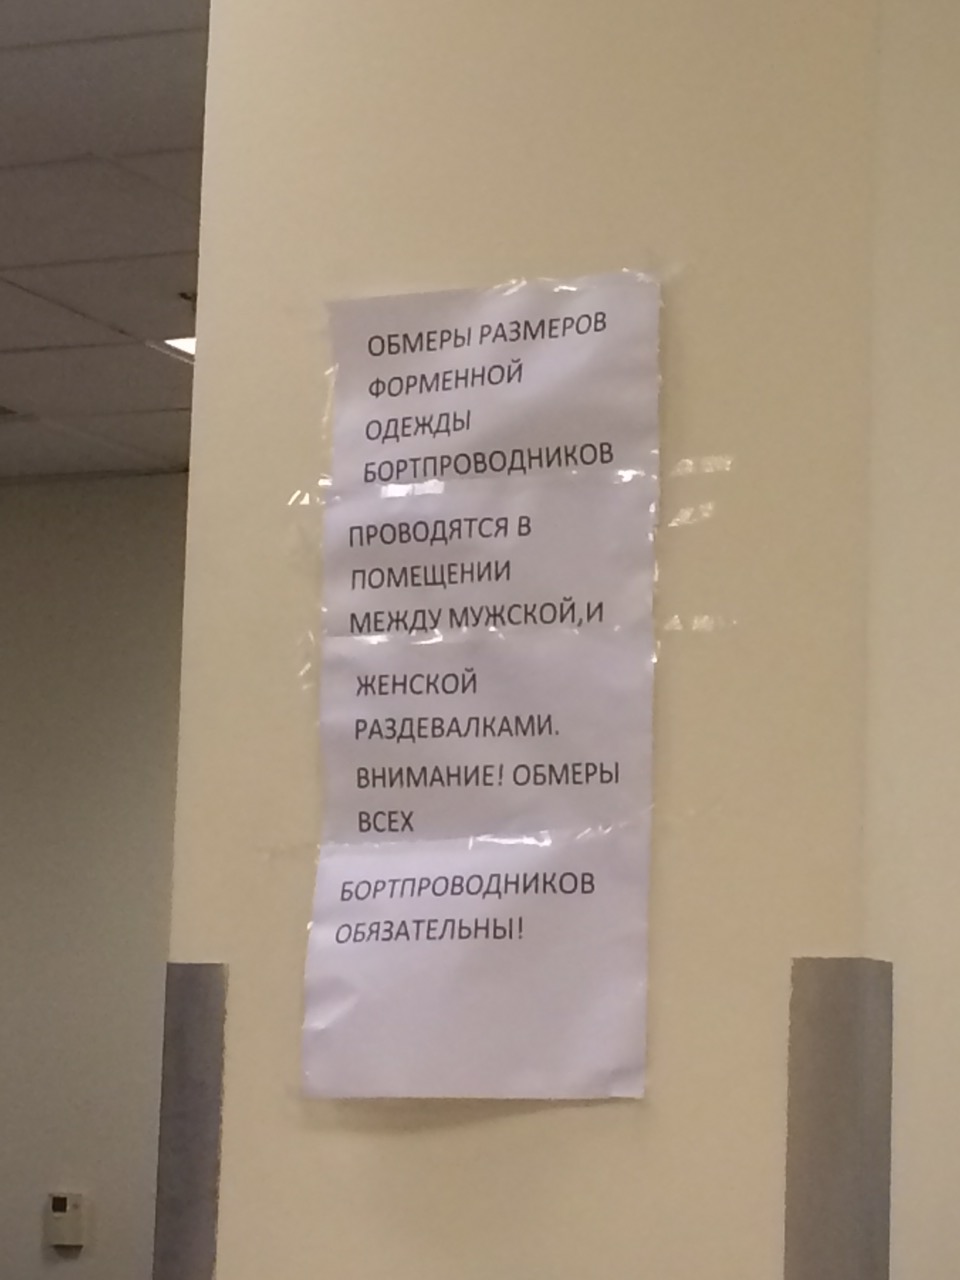 ОБМЕРЫ РАЗМЕРОВ
ФОРМЕННОЙ
ОДЕЖДЫ
БОРТПРОВОДНИКОВ
ПРОВОДЯТСЯ В
ПОМЕЩЕНИИ
МЕЖДУ МУЖСКОЙ,И
ЖЕНСКОЙ
РАЗДЕВАЛКАМИ.
ВНИМАНИЕ! ОБМЕРЫ
ВСЕХ
БОРТПРОВОДНИКОВ
ОБЯЗАТЕЛЬНЫ!